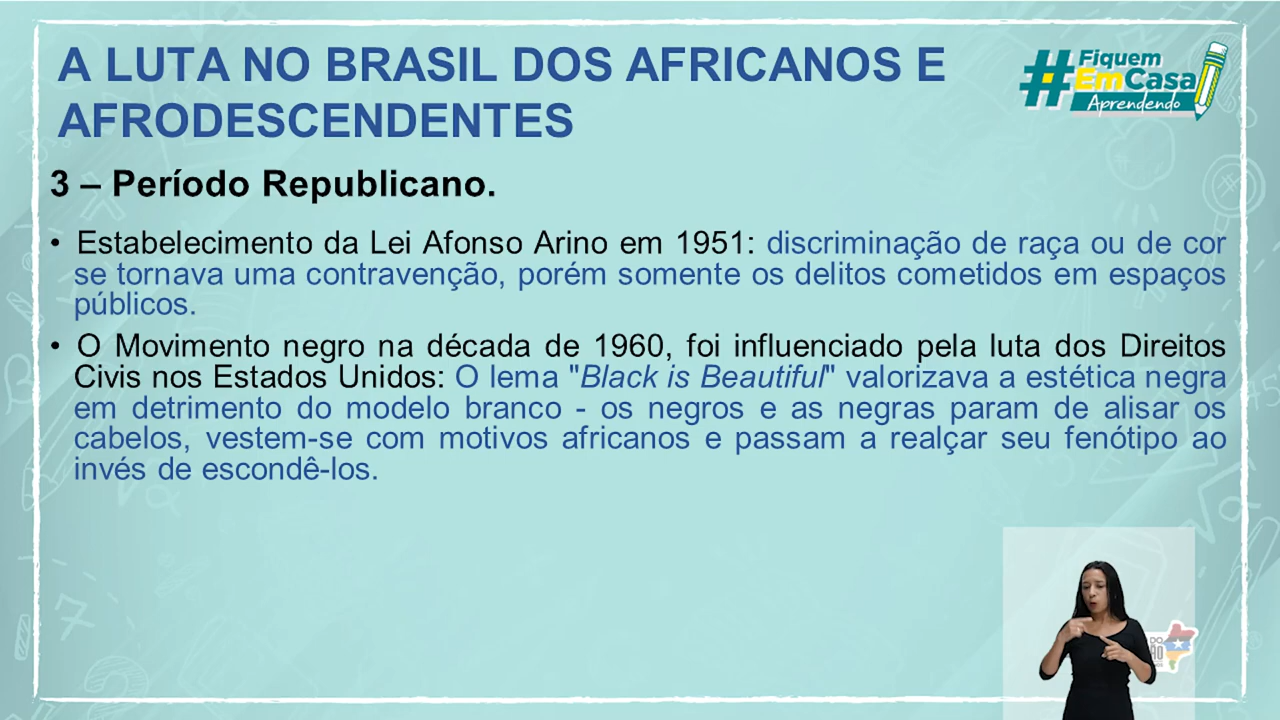 A LUTA NO BRASIL DOS AFRICANOS E
AFRODESCENDENTES
#Fiquem
EmCasa
Aprendendo
3 – Período Republicano.
• Estabelecimento da Lei Afonso Arino em 1951: discriminação de raça ou de cor
se tornava uma contravenção, porém somente os delitos cometidos em espaços
públicos.
• O Movimento negro na década de 1960, foi influenciado pela luta dos Direitos
Civis nos Estados Unidos: O lema "Black is Beautiful" valorizava a estética negra
em detrimento do modelo branco - os negros e as negras param de alisar os
cabelos, vestem-se com motivos africanos e passam a realçar seu fenótipo ao
invés de escondê-los.